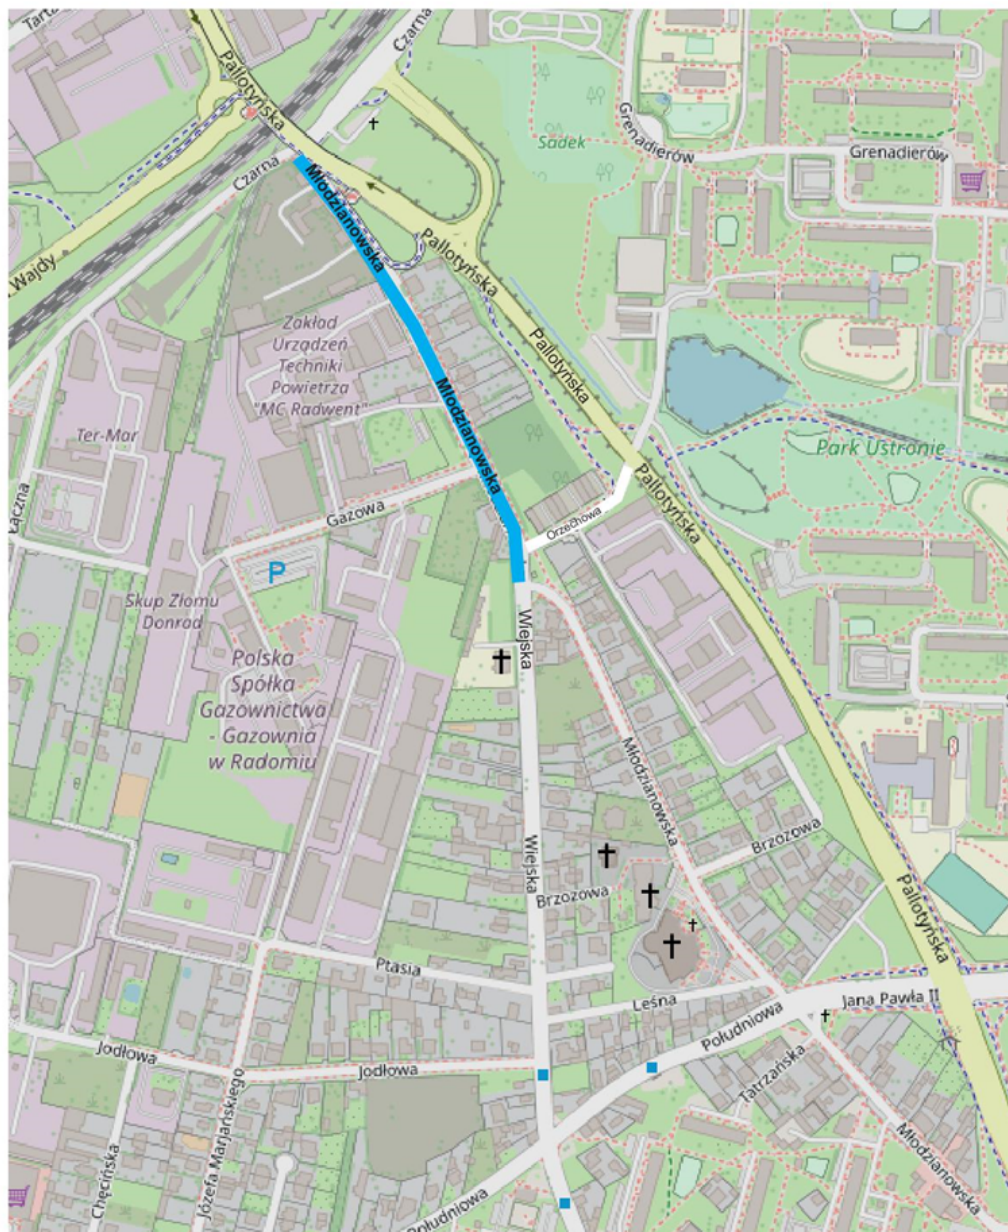 Czarna
Pallotyńska
Grenadierów
Sadek
Grenadierów
Czarna
Młodzianowska
Pallotyńska
Wajdy
Zakład
Urządzeń
Techniki
Powietrza
"MC Radwent"
Pallotyńska
Młodzianowska
Ter-Mar
Park Ustronie
Łączna
Gazowa
Pallotyńska
Orzechowa
P
Skup Złomu
Donrad
Wiejska
Polska
Spółka
Gazownictwa
- Gazownia
w Radomiu
Młodzianowska
Wiejska
Brzozowa
Brzozowa
Pallotyńska
Ptasia
Leśna
Jana Pawła II
Południowa
Jodłowa
Jodłowa
Tatrzańska
Józefa Marjańskiego
Chęcińska
Młodzianowska
Południowa